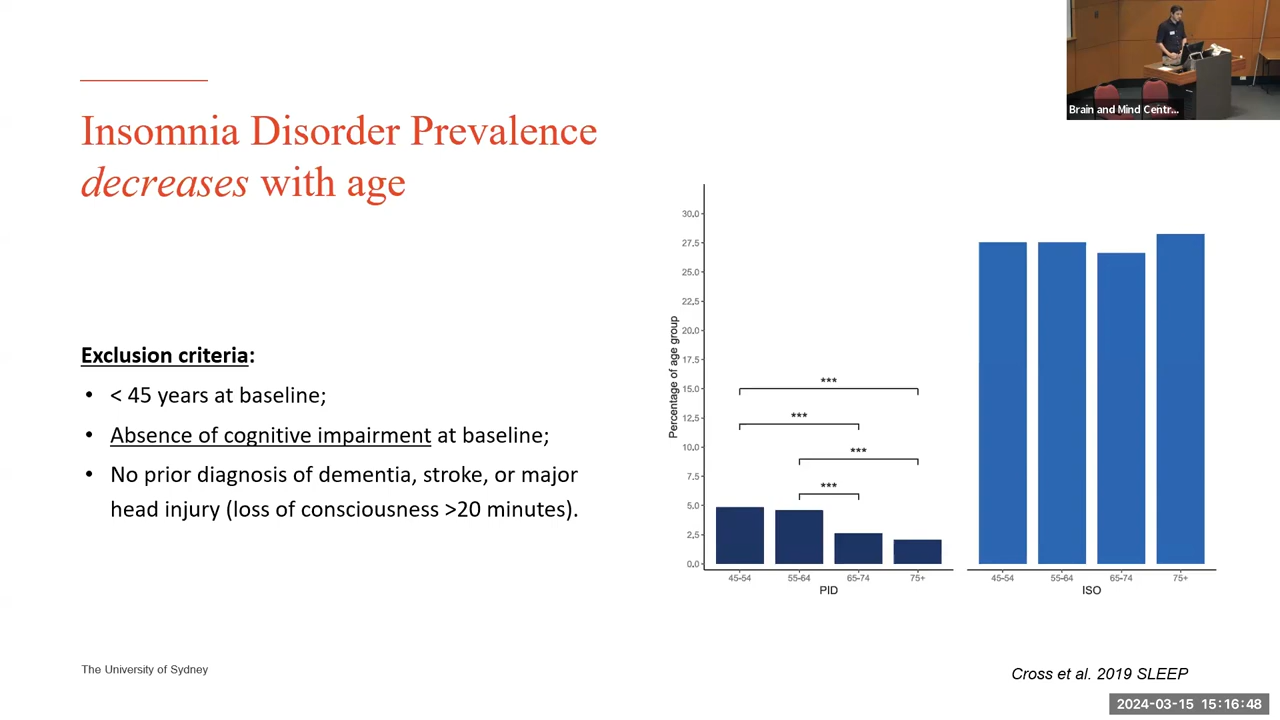 Brain and Mind Centr...
Insomnia Disorder Prevalence
decreases with age
Exclusion criteria:
• < 45 years at baseline;
• Absence of cognitive impairment at baseline;
• No prior diagnosis of dementia, stroke, or major
head injury (loss of consciousness >20 minutes).
Percentage of age group
30.0
27.5
25.0
22.5
20.0
17.5
15.0
12.5
10.0
7.5
5.0
2.5
0.0
***
***
***
***
45-54 55-64 65-74 75+
PID
45-54 55-64 65-74 75+
ISO
The University of Sydney
Cross et al. 2019 SLEEP
2024-03-15 15:16:48